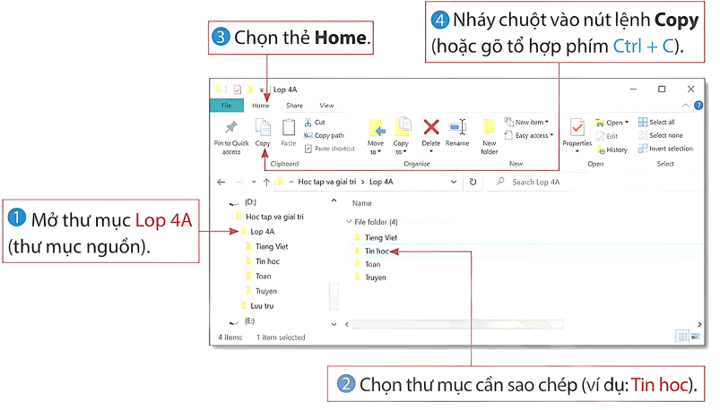 4 Nháy chuột vào nút lệnh Copy
(hoặc gõ tổ hợp phím Ctrl + C).
3 Chọn thẻ Home.
Lop 4A
File Home Share View
Pin to Quick access
Copy
Paste
Cut
Copy path
Paste shortcut
Clipboard
Move to
Copy to
Delete
Rename
Organize
New folder
New item
Easy access
New
Properties
Open
Edit
History
Open
Select all
Select none
Invert selection
Select
« Hoc tap va giai tri > Lop 4A
Search Lop 4A
1 Mở thư mục Lop 4A
(thư mục nguồn).
(D:)
Hoc tap va giai tri
Lop 4A
Tieng Viet
Tin hoc
Toan
Truyen
Luu tru
(E:)
Name
File folder (4)
Tieng Viet
Tin hoc
Toan
Truyen
4 items 1 item selected
2 Chọn thư mục cần sao chép (ví dụ: Tin hoc).